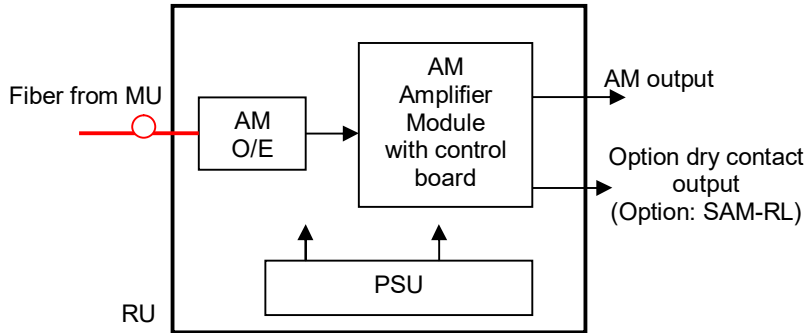 Fiber from MU
AM
O/E
AM
Amplifier
Module
with control
board
AM output
Option dry contact
output
(Option: SAM-RL)
PSU
RU